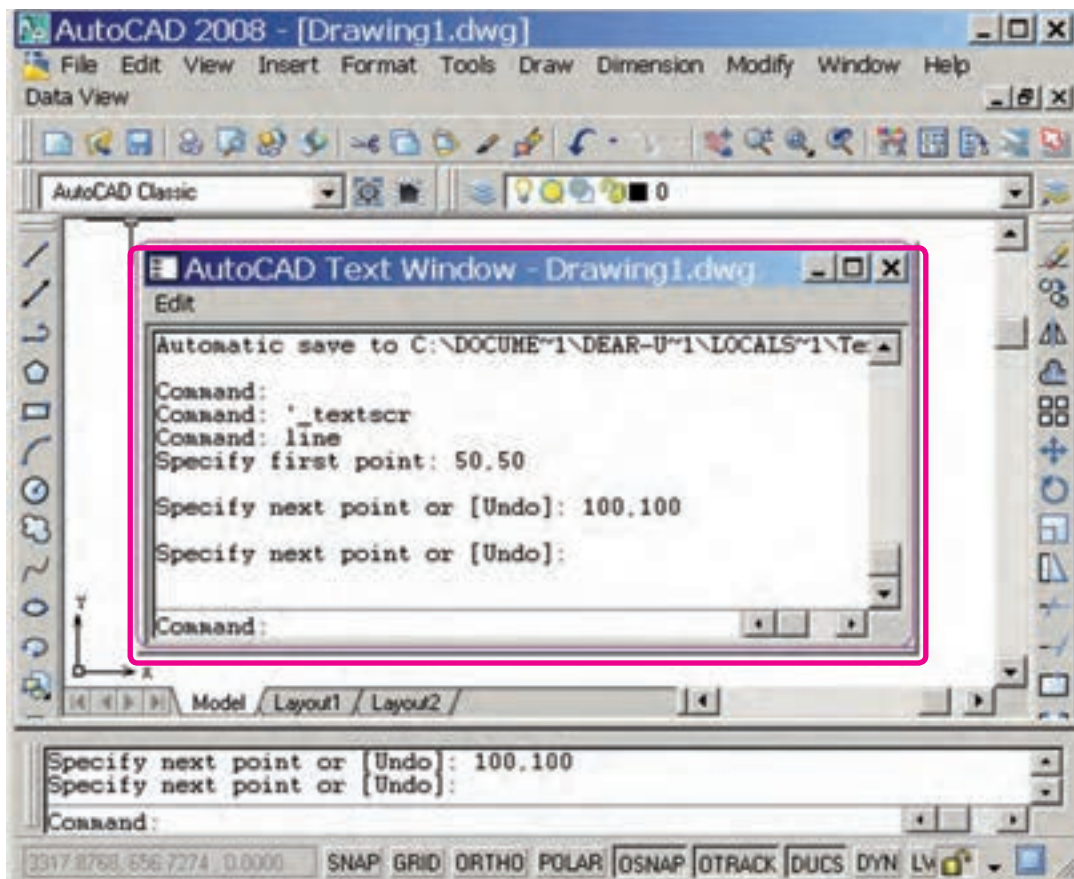 AutoCAD 2008 - [Drawing1.dwg]
File Edit View Insert Format Tools Draw Dimension Modify Window Help
Data View
AutoCAD Classic
0
AutoCAD Text Window - Drawing1.dwg
Edit
Automatic save to C:\DOCUME~1\DEAR-U~1\LOCALS~1\Te
Command:
Command: '_textscr
Command: line
Specify first point: 50,50
Specify next point or [Undo]: 100,100
Specify next point or [Undo]:
Command:
Y
X
Model Layout1 Layout2
Specify next point or [Undo]: 100,100
Specify next point or [Undo]:
Command:
SNAP GRID ORTHO POLAR OSNAP OTRACK DUCS DYN LW